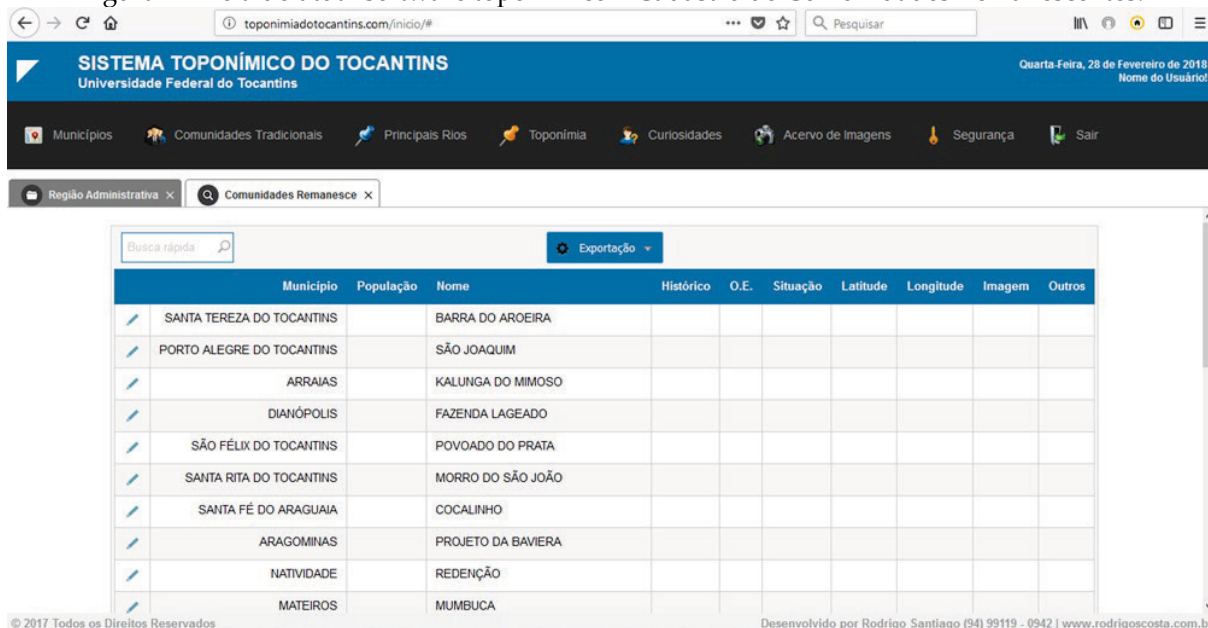 toponimiadotocantins.com/inicio/#
Pesquisar
SISTEMA TOPONÍMICO DO TOCANTINS
Universidade Federal do Tocantins
Quarta-Feira, 28 de Fevereiro de 2018
Nome do Usuário!
Municípios Comunidades Tradicionais Principais Rios Toponímia Curiosidades Acervo de Imagens Segurança Sair
Região Administrativa × Comunidades Remanesce ×
Busca rápida Exportação
Município População Nome Histórico O.E. Situação Latitude Longitude Imagem Outros
SANTA TEREZA DO TOCANTINS BARRA DO AROEIRA
PORTO ALEGRE DO TOCANTINS SÃO JOAQUIM
ARRAIAS KALUNGA DO MIMOSO
DIANÓPOLIS FAZENDA LAGEADO
SÃO FÉLIX DO TOCANTINS POVOADO DO PRATA
SANTA RITA DO TOCANTINS MORRO DO SÃO JOÃO
SANTA FÉ DO ARAGUAIA COCALINHO
ARAGOMINAS PROJETO DA BAVIERA
NATIVIDADE REDENÇÃO
MATEIROS MUMBUCA
© 2017 Todos os Direitos Reservados Desenvolvido por Rodrigo Santiago (94) 99119 - 0942 | www.rodrigoscosta.com.b